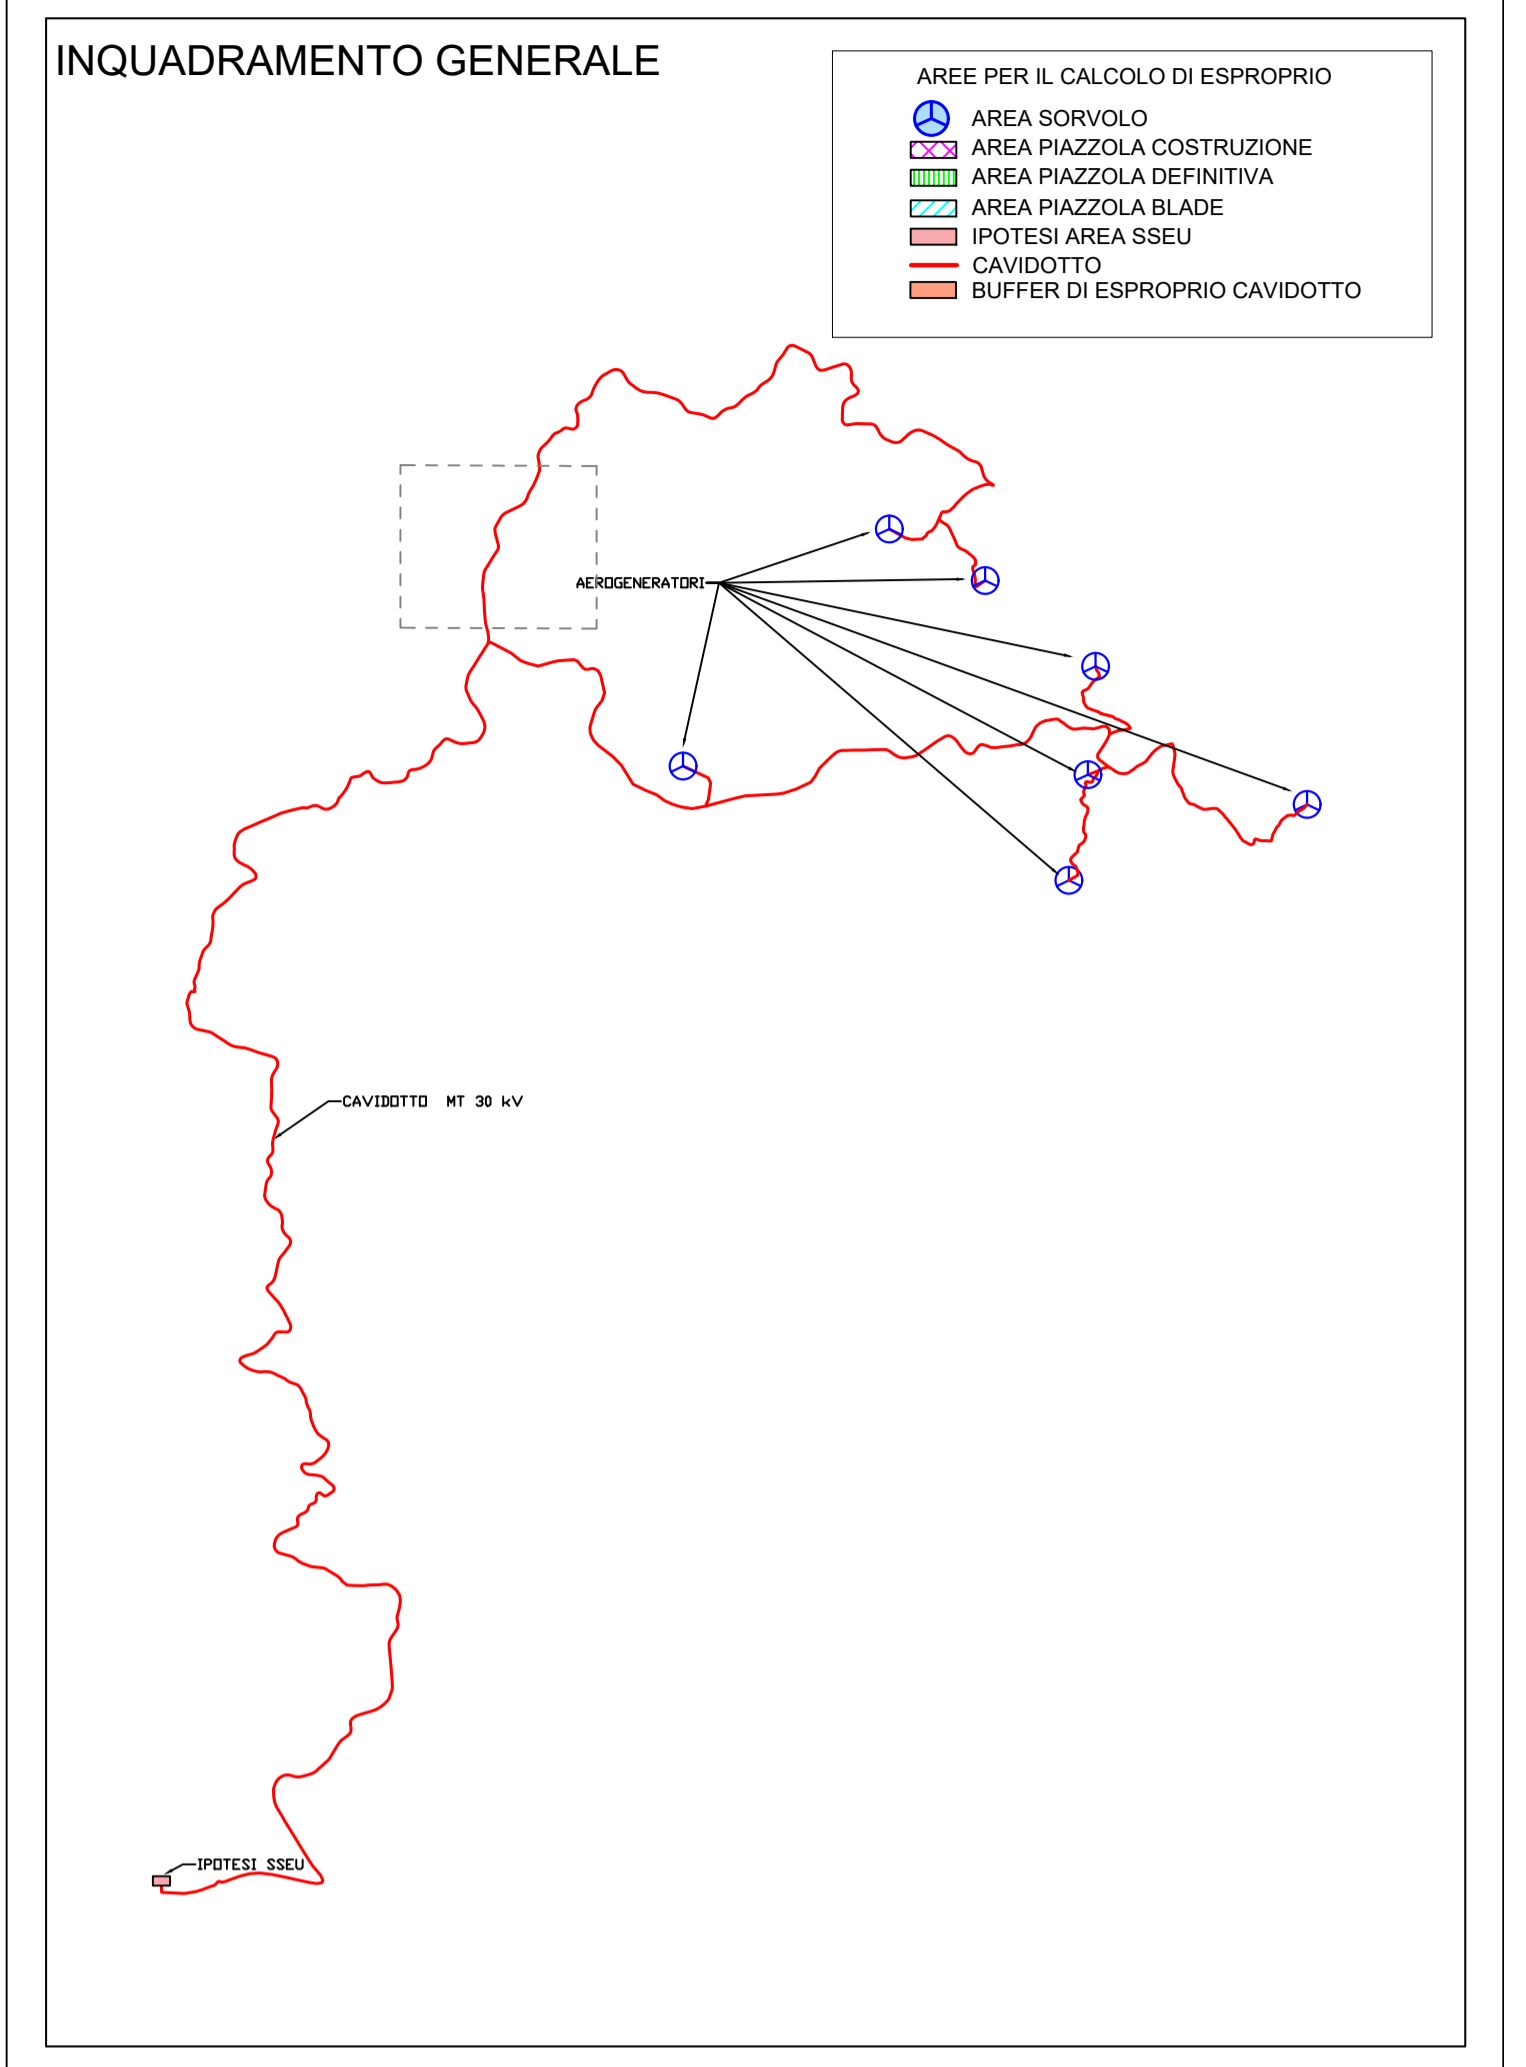 INQUADRAMENTO GENERALE
AREE PER IL CALCOLO DI ESPROPRIO
AREA SORVOLO
AREA PIAZZOLA COSTRUZIONE
AREA PIAZZOLA DEFINITIVA
AREA PIAZZOLA BLADE
IPOTESI AREA SSEU
CAVIDOTTO
BUFFER DI ESPROPRIO CAVIDOTTO
AEROGENERATORI
CAVIDOTTO MT 30 kV
IPOTESI SSEU